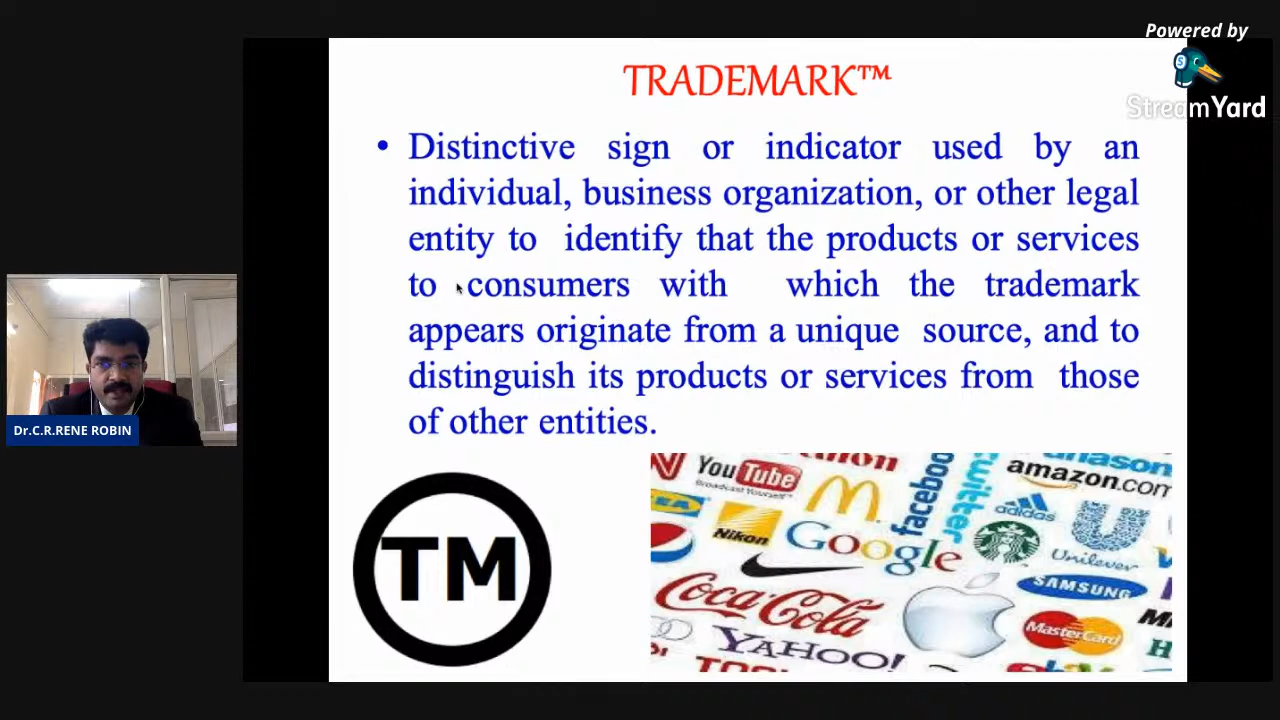 Powered by
StreamYard
TRADEMARK™
• Distinctive sign or indicator used by an
individual, business organization, or other legal
entity to identify that the products or services
to consumers with which the trademark
appears originate from a unique source, and to
distinguish its products or services from those
of other entities.
Dr.C.R.RENE ROBIN
TM
YouTube
Broadcast Yourself™
faceboo
twitter
amazon.com
adidas
Nikon
Google
Unilever
Coca-Cola
SAMSUNG
MasterCard
YAHOO!